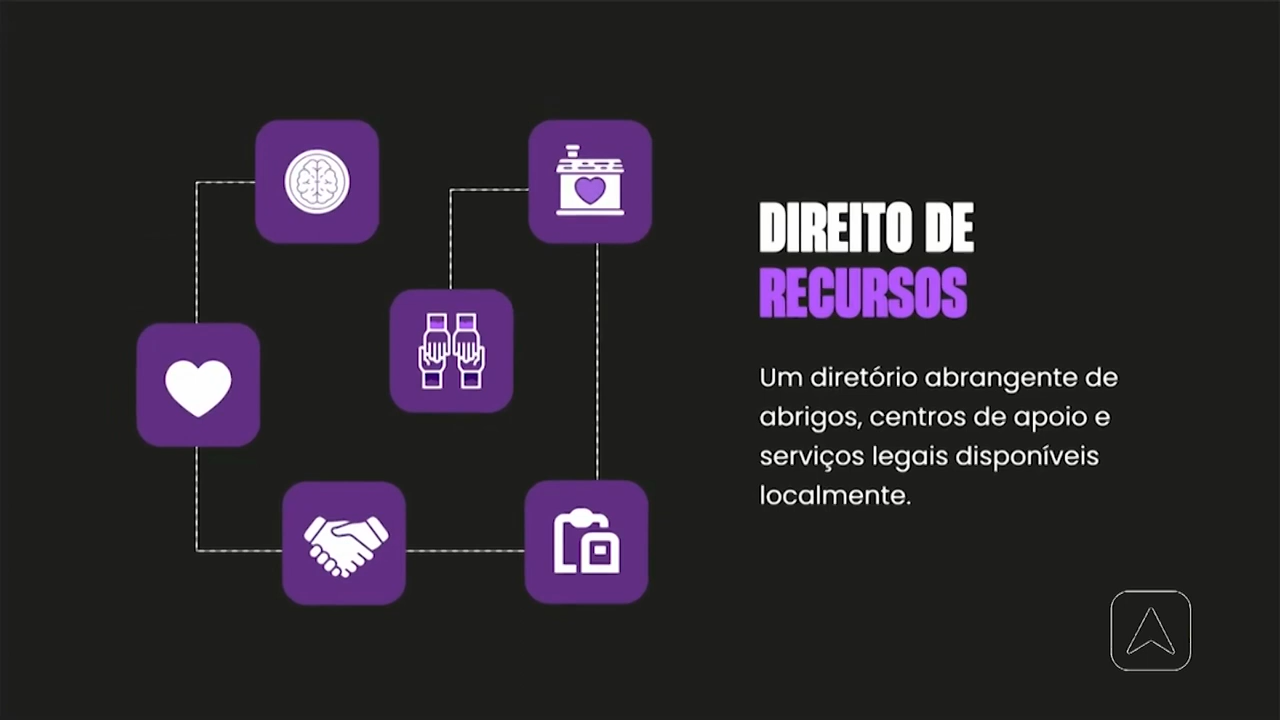 DIREITO DE
RECURSOS
Um diretório abrangente de
abrigos, centros de apoio e
serviços legais disponíveis
localmente.